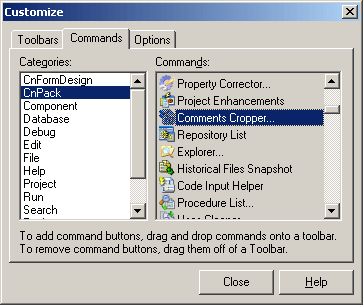 Customize
Toolbars Commands Options
Categories:
CnFormDesign
CnPack
Component
Database
Debug
Edit
File
Help
Project
Run
Search
Commands:
Property Corrector...
Project Enhancements
Comments Cropper...
Repository List
Explorer...
Historical Files Snapshot
Code Input Helper
Procedure List...
To add command buttons, drag and drop commands onto a toolbar.
To remove command buttons, drag them off of a Toolbar.
Close Help